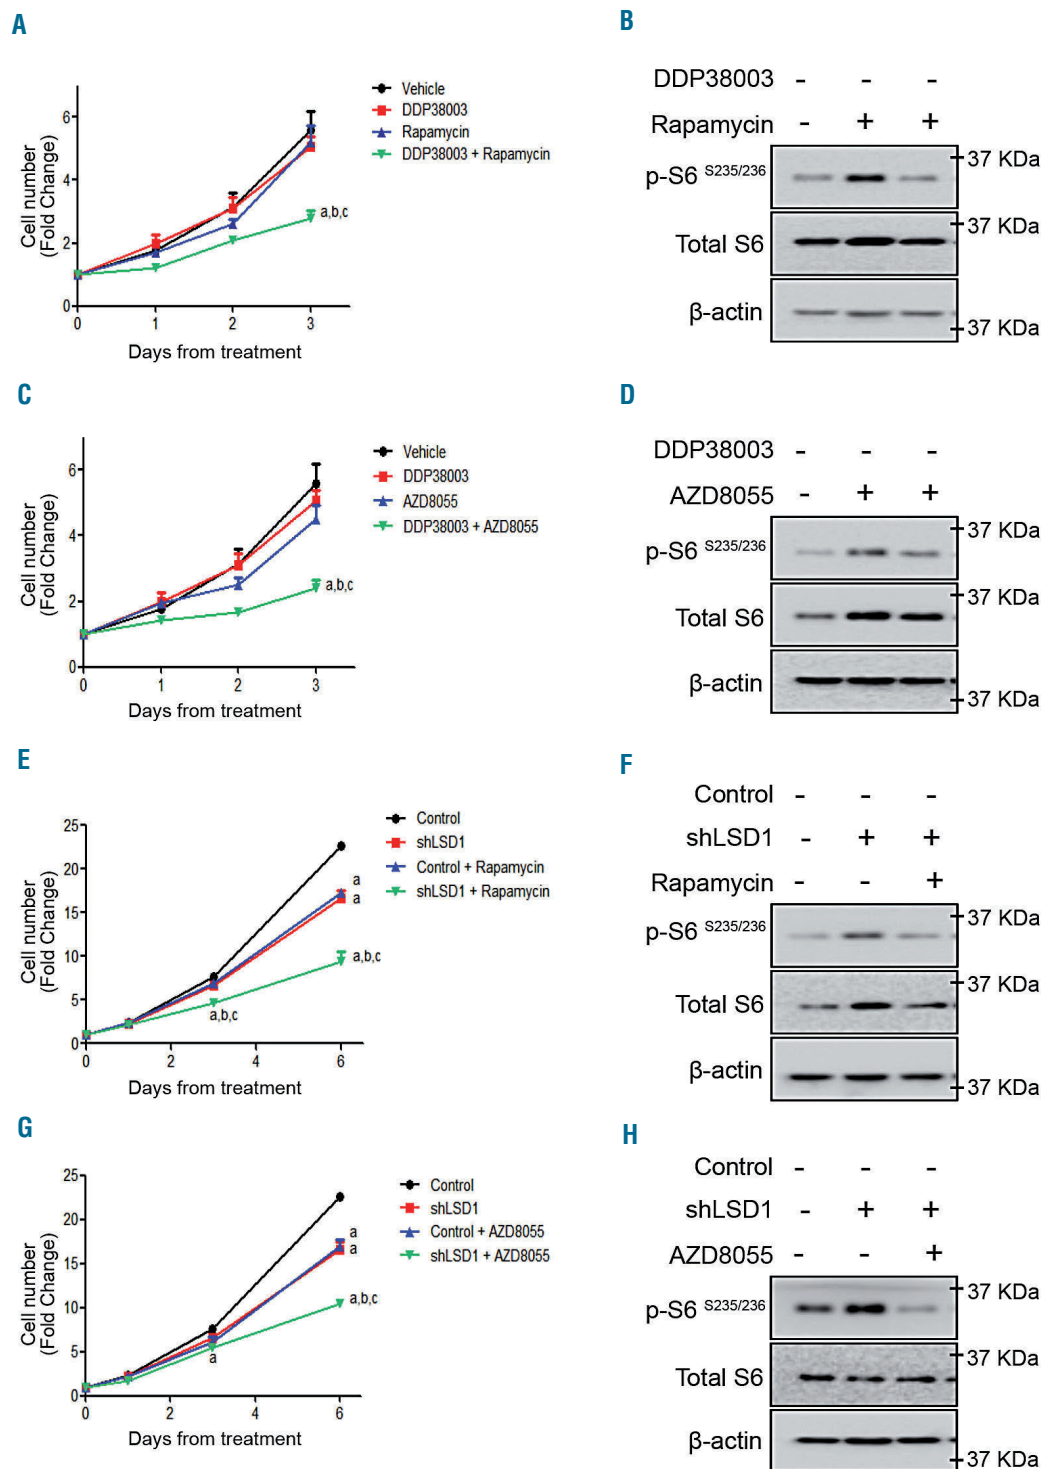 A
Cell number
(Fold Change)
6
4
2
0
0 1 2 3
Days from treatment
Vehicle
DDP38003
Rapamycin
DDP38003 + Rapamycin
a,b,c
B
DDP38003 - - -
Rapamycin - + +
p-S6 S235/236
37 KDa
Total S6
37 KDa
β-actin
37 KDa
C
Cell number
(Fold Change)
6
4
2
0
0 1 2 3
Days from treatment
Vehicle
DDP38003
AZD8055
DDP38003 + AZD8055
a,b,c
D
DDP38003 - - -
AZD8055 - + +
p-S6 S235/236
37 KDa
Total S6
37 KDa
β-actin
37 KDa
E
Cell number
(Fold Change)
25
20
15
10
5
0
0 2 4 6
Days from treatment
Control
shLSD1
Control + Rapamycin
shLSD1 + Rapamycin
a
a
a,b,c
a,b,c
F
Control - - -
shLSD1 - + +
Rapamycin - - +
p-S6 S235/236
37 KDa
Total S6
37 KDa
β-actin
37 KDa
G
Cell number
(Fold Change)
25
20
15
10
5
0
0 2 4 6
Days from treatment
Control
shLSD1
Control + AZD8055
shLSD1 + AZD8055
a
a
a,b,c
a
H
Control - - -
shLSD1 - + +
AZD8055 - - +
p-S6 S235/236
37 KDa
Total S6
37 KDa
β-actin
37 KDa